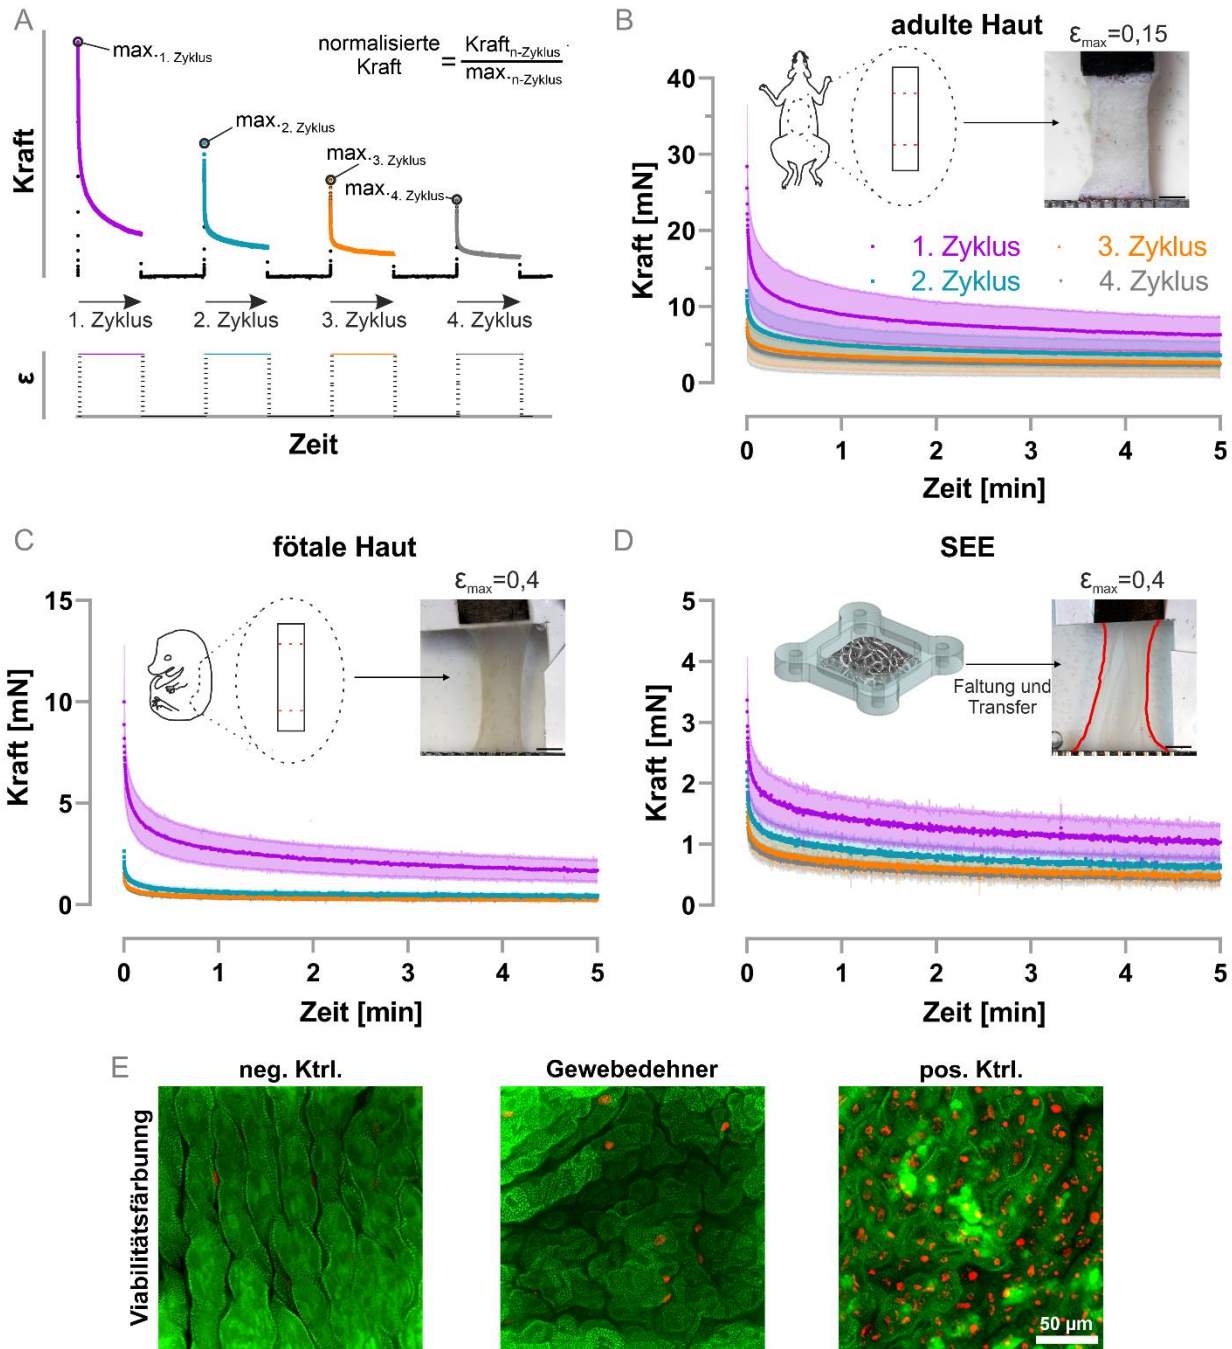 A
max.1. Zyklus
normalisierte Kraft = Kraftn-Zyklus / max.n-Zyklus
max.2. Zyklus
max.3. Zyklus
max.4. Zyklus
Kraft
1. Zyklus 2. Zyklus 3. Zyklus 4. Zyklus
ε
Zeit
B
adulte Haut
εmax=0,15
40
30
20
10
0
Kraft [mN]
1. Zyklus 3. Zyklus
2. Zyklus 4. Zyklus
0 1 2 3 4 5
Zeit [min]
C
fötale Haut
εmax=0,4
15
10
5
0
Kraft [mN]
0 1 2 3 4 5
Zeit [min]
D
SEE
εmax=0,4
5
4
3
2
1
0
Kraft [mN]
Faltung und
Transfer
0 1 2 3 4 5
Zeit [min]
E
neg. Ktrl. Gewebedehner pos. Ktrl.
Viabilitätsfärbunng
50 µm